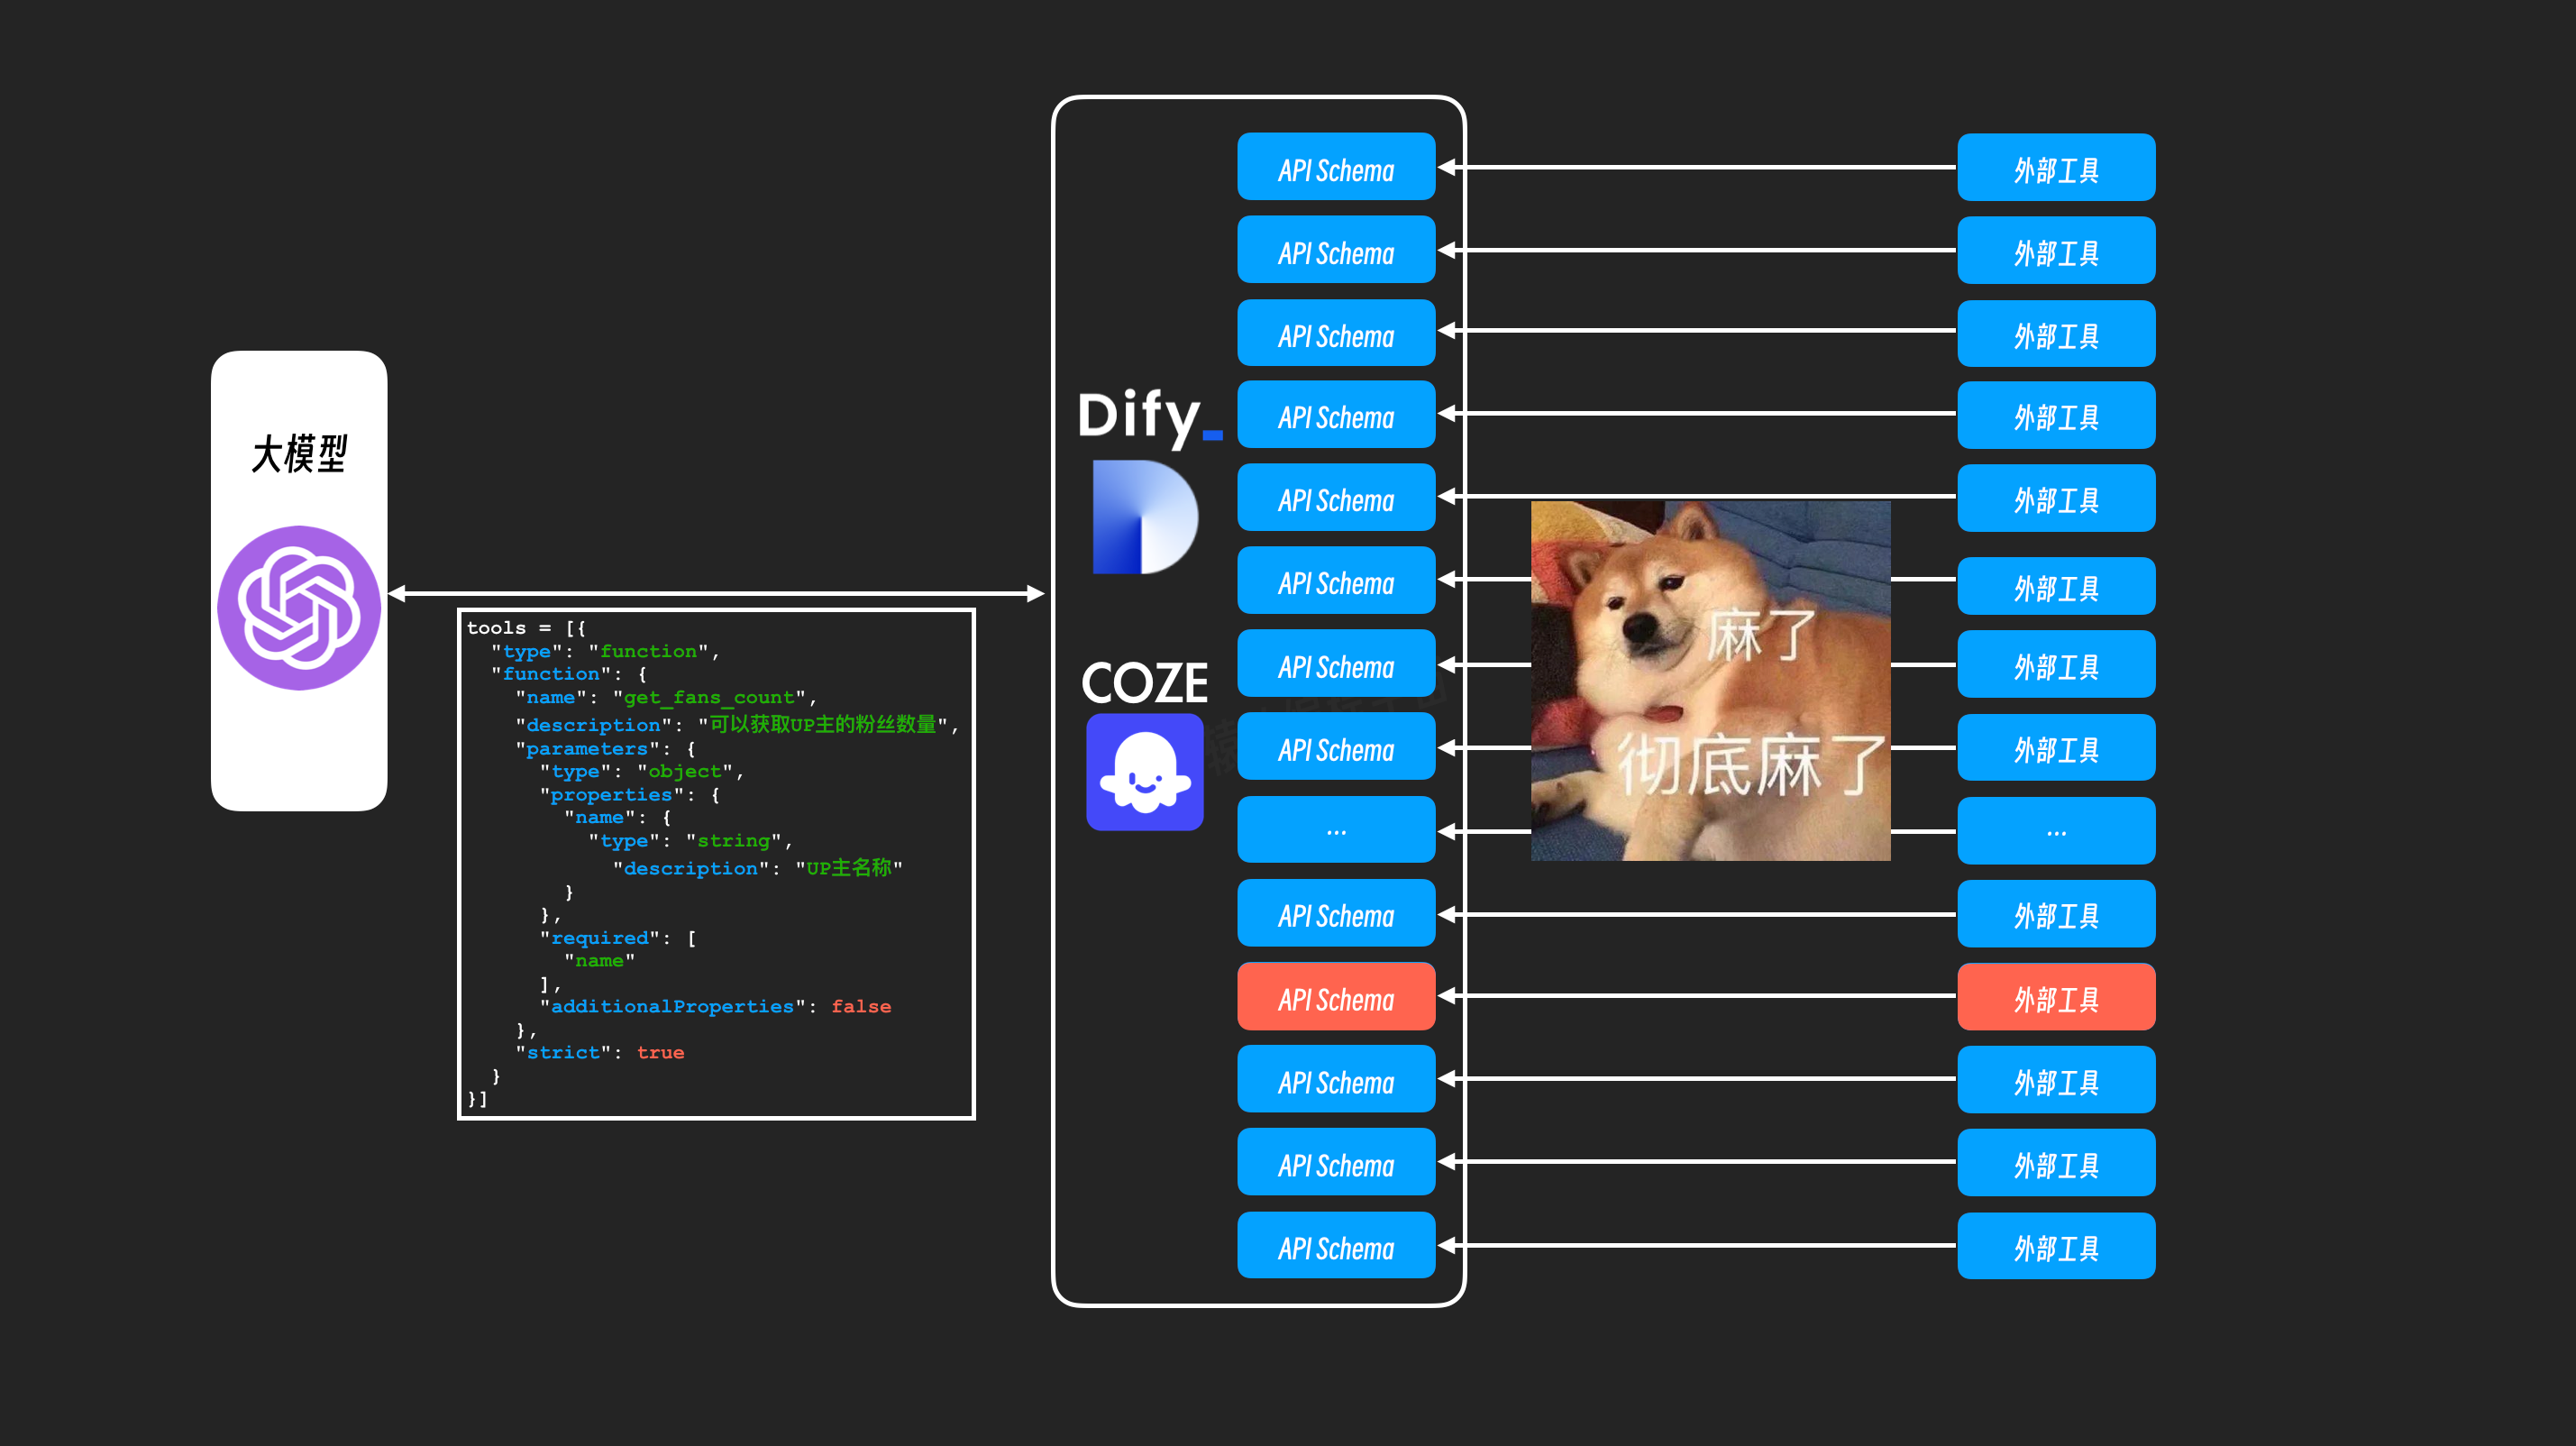 大模型
tools = [{
"type": "function",
"function": {
"name": "get_fans_count",
"description": "可以获取UP主的粉丝数量",
"parameters": {
"type": "object",
"properties": {
"name": {
"type": "string",
"description": "UP主名称"
}
},
"required": [
"name"
],
"additionalProperties": false
},
"strict": true
}
}]
Dify_
COZE
API Schema
API Schema
API Schema
API Schema
API Schema
API Schema
API Schema
API Schema
...
API Schema
API Schema
API Schema
API Schema
API Schema
麻了
彻底麻了
外部工具
外部工具
外部工具
外部工具
外部工具
外部工具
外部工具
外部工具
...
外部工具
外部工具
外部工具
外部工具
外部工具